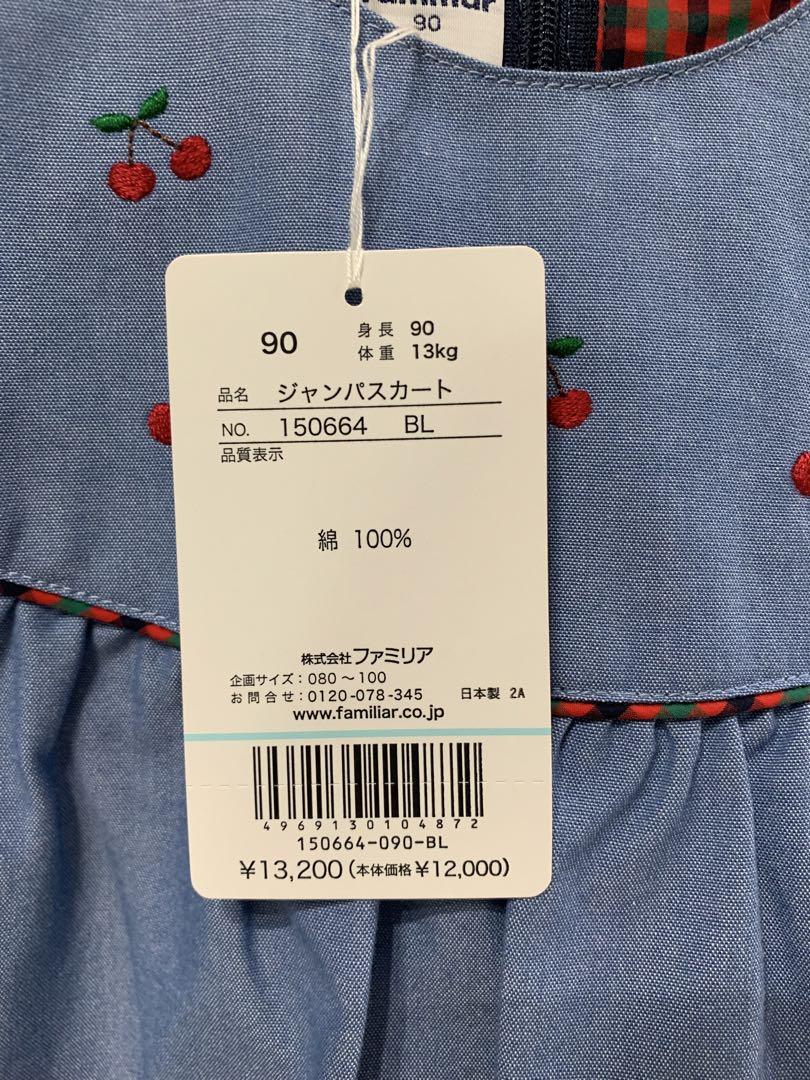 familiar
90
90
身長 90
体重 13kg
品名 ジャンパスカート
NO. 150664 BL
品質表示
綿 100%
株式会社ファミリア
企画サイズ：080～100
お問合せ：0120-078-345 日本製 2A
www.familiar.co.jp
4969130104872
150664-090-BL
¥13,200（本体価格¥12,000）